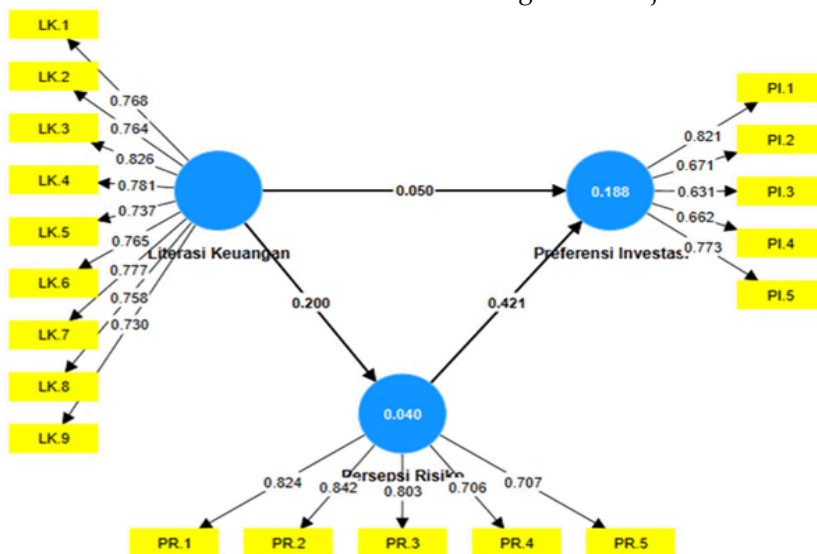 LK.1
LK.2
LK.3
LK.4
LK.5
LK.6
LK.7
LK.8
LK.9
0.768
0.764
0.826
0.781
0.737
0.765
0.777
0.758
0.730
Literasi Keuangan
0.050
0.200
0.421
0.188
Preferensi Investasi
0.821
0.671
0.631
0.662
0.773
PI.1
PI.2
PI.3
PI.4
PI.5
0.040
Persepsi Risiko
0.824
0.842
0.803
0.706
0.707
PR.1
PR.2
PR.3
PR.4
PR.5